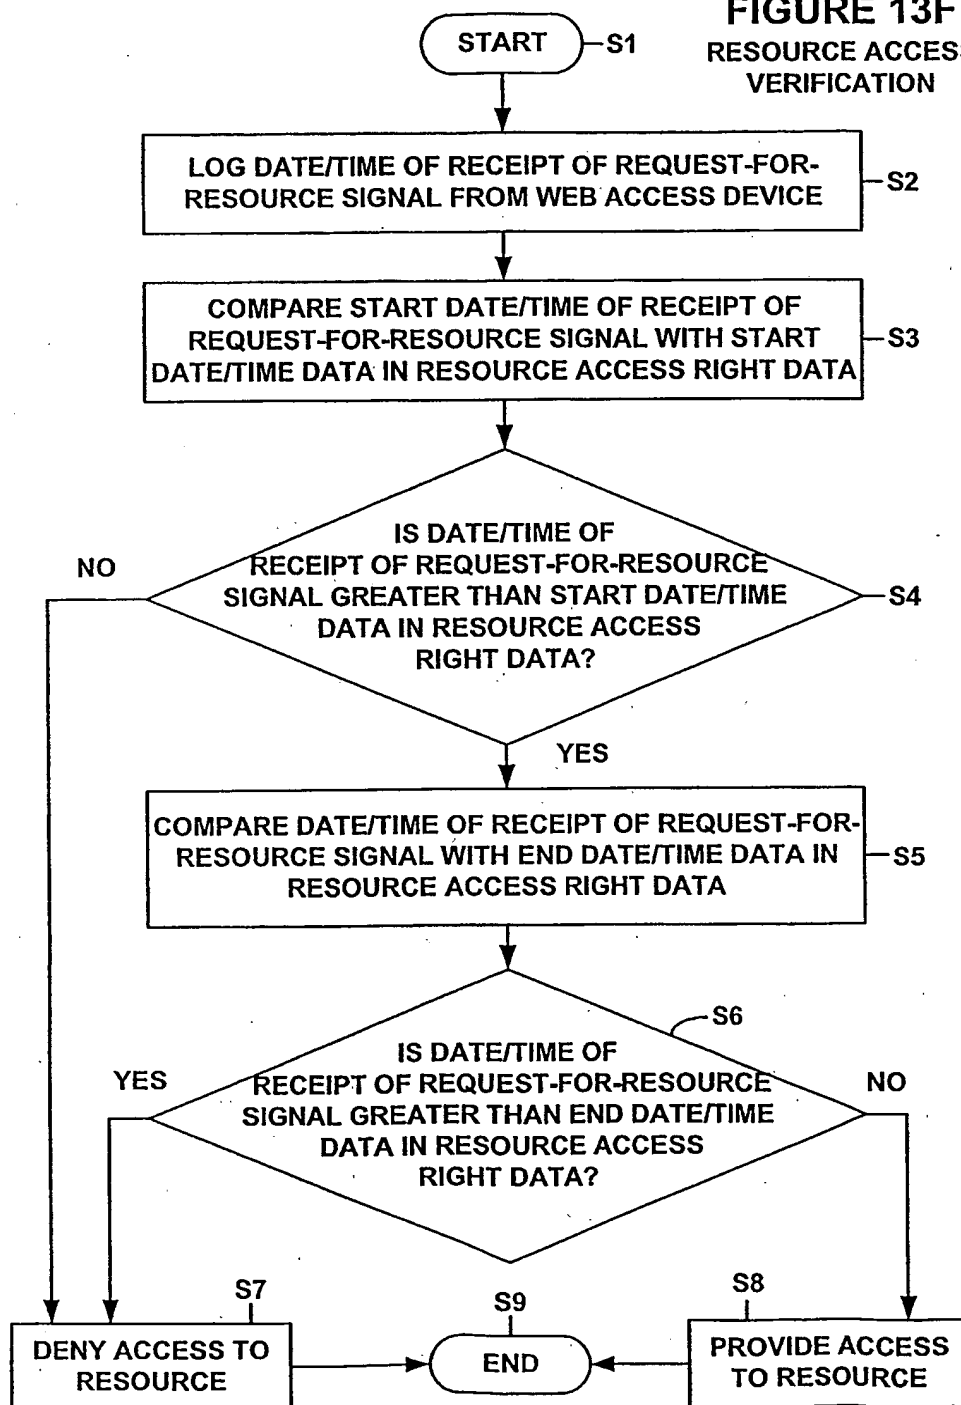 FIGURE 13F
RESOURCE ACCESS
VERIFICATION
START
S1
LOG DATE/TIME OF RECEIPT OF REQUEST-FOR-
RESOURCE SIGNAL FROM WEB ACCESS DEVICE
S2
COMPARE START DATE/TIME OF RECEIPT OF
REQUEST-FOR-RESOURCE SIGNAL WITH START
DATE/TIME DATA IN RESOURCE ACCESS RIGHT DATA
S3
IS DATE/TIME OF
RECEIPT OF REQUEST-FOR-RESOURCE
SIGNAL GREATER THAN START DATE/TIME
DATA IN RESOURCE ACCESS
RIGHT DATA?
S4
NO
YES
COMPARE DATE/TIME OF RECEIPT OF REQUEST-FOR-
RESOURCE SIGNAL WITH END DATE/TIME DATA IN
RESOURCE ACCESS RIGHT DATA
S5
S6
IS DATE/TIME OF
RECEIPT OF REQUEST-FOR-RESOURCE
SIGNAL GREATER THAN END DATE/TIME
DATA IN RESOURCE ACCESS
RIGHT DATA?
YES
NO
S7
DENY ACCESS TO
RESOURCE
S9
END
S8
PROVIDE ACCESS
TO RESOURCE